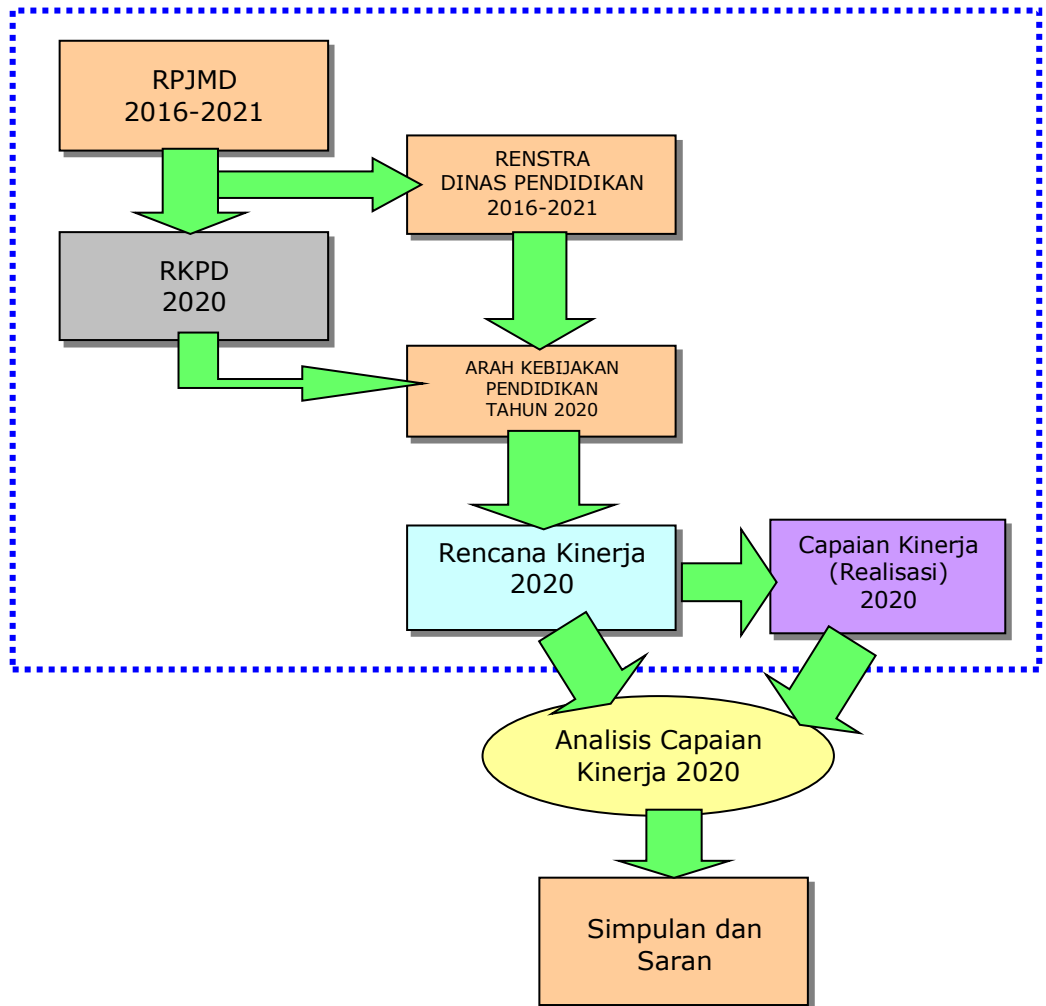 RPJMD
2016-2021
RENSTRA
DINAS PENDIDIKAN
2016-2021
RKPD
2020
ARAH KEBIJAKAN
PENDIDIKAN
TAHUN 2020
Rencana Kinerja
2020
Capaian Kinerja
(Realisasi)
2020
Analisis Capaian
Kinerja 2020
Simpulan dan
Saran